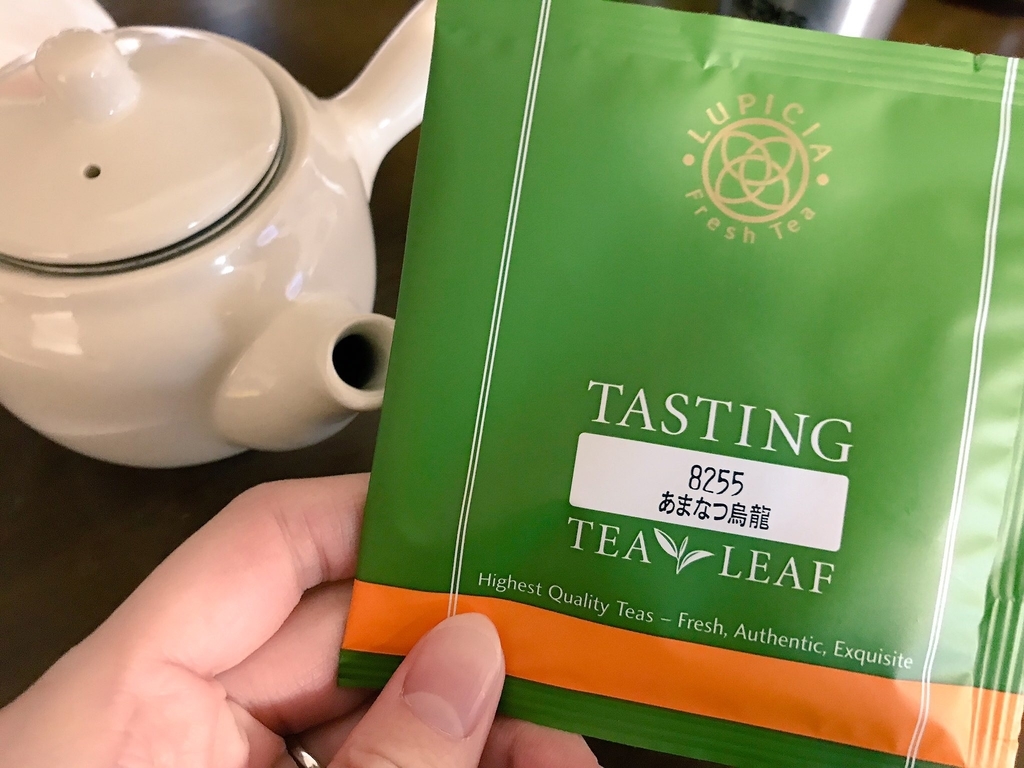 LUPICIA
Fresh Tea
TASTING
8255
あまなつ烏龍
TEA LEAF
Highest Quality Teas – Fresh, Authentic, Exquisite